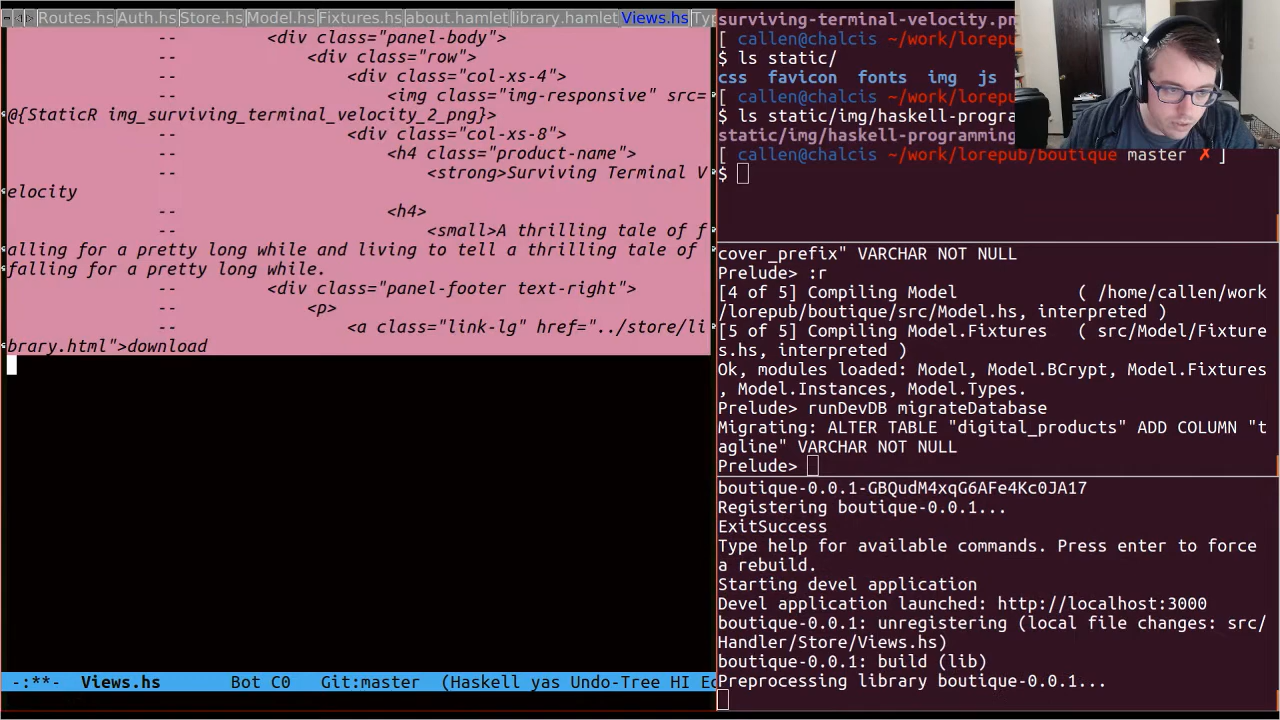 Routes.hs Auth.hs Store.hs Model.hs Fixtures.hs about.hamlet library.hamlet Views.hs
-- <div class="panel-body">
-- <div class="row">
-- <div class="col-xs-4">
-- <img class="img-responsive" src=
@{StaticR img_surviving_terminal_velocity_2_png}>
-- <div class="col-xs-8">
-- <h4 class="product-name">
-- <strong>Surviving Terminal V
elocity
-- <h4>
-- <small>A thrilling tale of f
alling for a pretty long while and living to tell a thrilling tale of
falling for a pretty long while.
-- <div class="panel-footer text-right">
-- <p>
-- <a class="link-lg" href="../store/li
brary.html">download
-:**- Views.hs Bot C0 Git:master (Haskell yas Undo-Tree HI
surviving-terminal-velocity.pn
[ callen@chalcis ~/work/lorepub/
$ ls static/
css favicon fonts img js
[ callen@chalcis ~/work/lorepub/
$ ls static/img/haskell-program
static/img/haskell-programming
[ callen@chalcis ~/work/lorepub/boutique master ✗ ]
$
cover_prefix" VARCHAR NOT NULL
Prelude> :r
[4 of 5] Compiling Model ( /home/callen/work
/lorepub/boutique/src/Model.hs, interpreted )
[5 of 5] Compiling Model.Fixtures ( src/Model/Fixture
s.hs, interpreted )
Ok, modules loaded: Model, Model.BCrypt, Model.Fixtures
, Model.Instances, Model.Types.
Prelude> runDevDB migrateDatabase
Migrating: ALTER TABLE "digital_products" ADD COLUMN "t
agline" VARCHAR NOT NULL
Prelude>
boutique-0.0.1-GBQudM4xqG6AFe4Kc0JA17
Registering boutique-0.0.1...
ExitSuccess
Type help for available commands. Press enter to force
a rebuild.
Starting devel application
Devel application launched: http://localhost:3000
boutique-0.0.1: unregistering (local file changes: src/
Handler/Store/Views.hs)
boutique-0.0.1: build (lib)
Preprocessing library boutique-0.0.1...